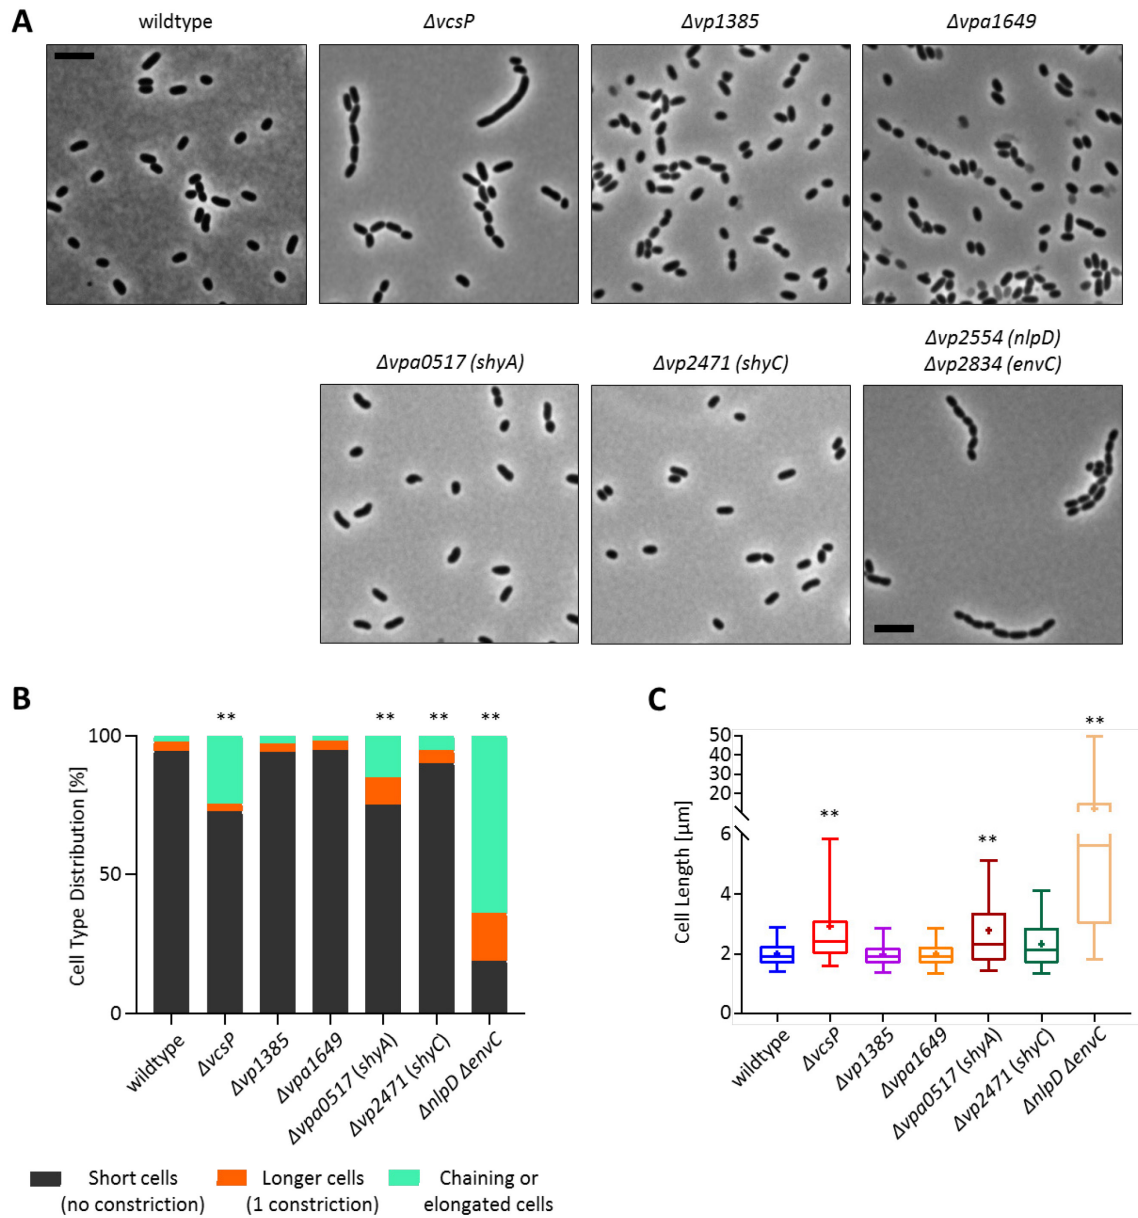 A
wildtype
ΔvcsP
Δvp1385
Δvpa1649
Δvpa0517 (shyA)
Δvp2471 (shyC)
Δvp2554 (nlpD)
Δvp2834 (envC)
B
Cell Type Distribution [%]
100
50
0
**
**
**
**
wildtype
ΔvcsP
Δvp1385
Δvpa1649
Δvpa0517 (shyA)
Δvp2471 (shyC)
ΔnlpD ΔenvC
Short cells
(no constriction)
Longer cells
(1 constriction)
Chaining or
elongated cells
C
Cell Length [µm]
50
40
30
20
6
4
2
0
**
**
**
wildtype
ΔvcsP
Δvp1385
Δvpa1649
Δvpa0517 (shyA)
Δvp2471 (shyC)
ΔnlpD ΔenvC